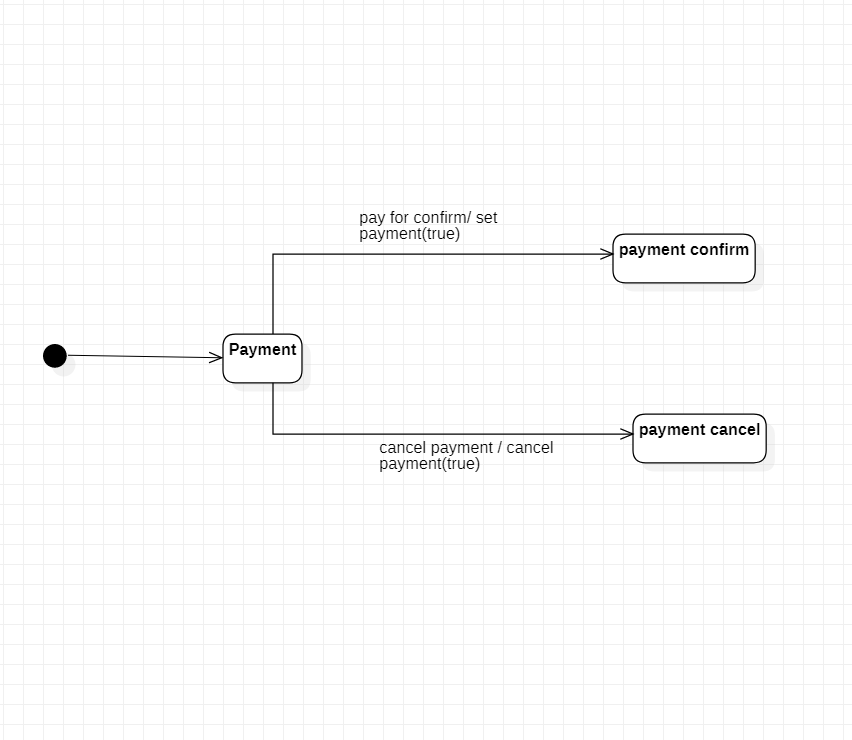 pay for confirm/ set
payment(true)
payment confirm
Payment
payment cancel
cancel payment / cancel
payment(true)